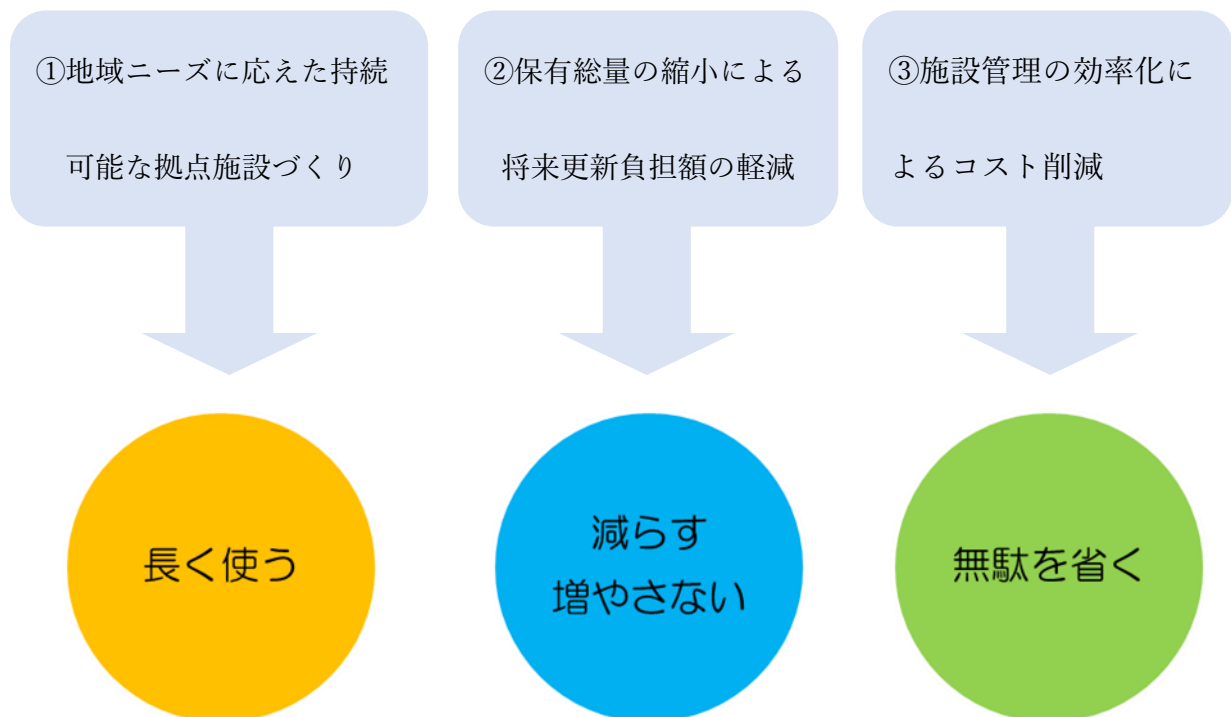 ①地域ニーズに応えた持続
可能な拠点施設づくり
②保有総量の縮小による
将来更新負担額の軽減
③施設管理の効率化に
よるコスト削減
長く使う
減らす
増やさない
無駄を省く